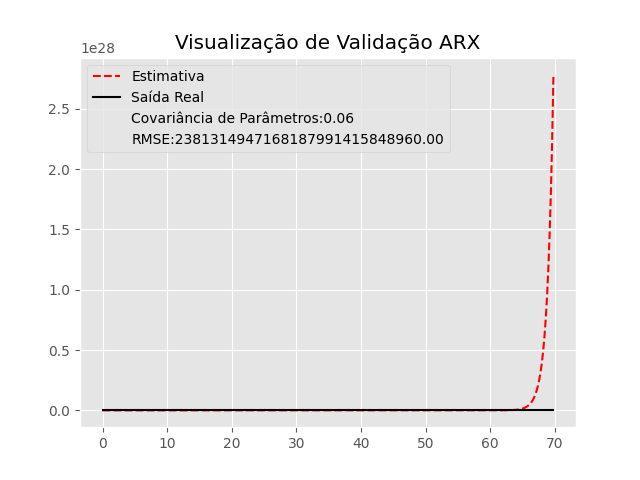 Visualização de Validação ARX
1e28
Estimativa
Saída Real
Covariância de Parâmetros:0.06
RMSE:2381314947168187991415848960.00
2.5
2.0
1.5
1.0
0.5
0.0
0 10 20 30 40 50 60 70